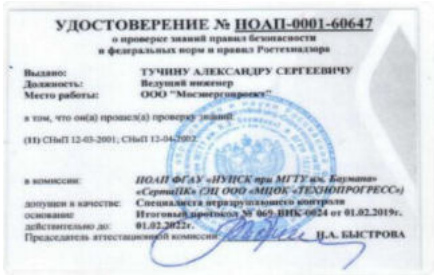 УДОСТОВЕРЕНИЕ № НОАП-0001-60647
о проверке знаний правил безопасности
и федеральных норм и правил Ростехнадзора
Выдано: ТУЧИНУ АЛЕКСАНДРУ СЕРГЕЕВИЧУ
Должность: Ведущий инженер
Место работы: ООО "Мосэнергопроект"
в том, что он(а) прошел(а) проверку знаний
(11) СНиП 12-03-2001; СНиП 12-04-2002
в комиссии: НОАП ФГАУ «НУЦСК при МГТУ им. Баумана»
«СертиНК» (ЭЦ ООО «МЦОК «ТЕХНОПРОГРЕСС»)
допущен в качестве: Специалиста неразрушающего контроля
основание Итоговый протокол № 069-ВИК-0024 от 01.02.2019г.
действительно до: 01.02.2022г.
Председатель аттестационной комиссии: Н.А. БЫСТРОВА